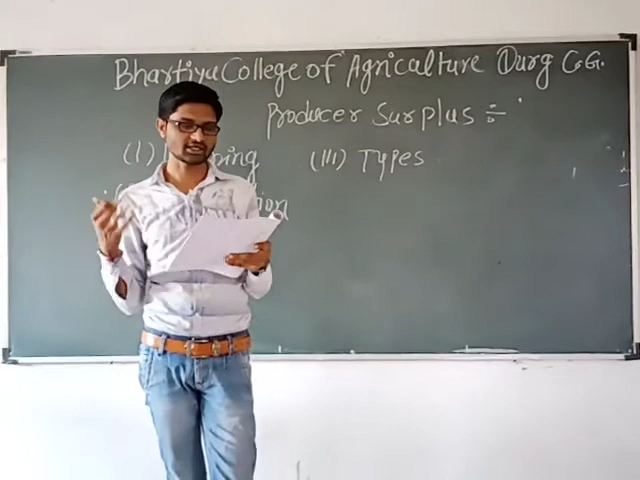 Bhartiya College of Agriculture Durg C.G.
Producer Surplus ÷
(I) (III) Types